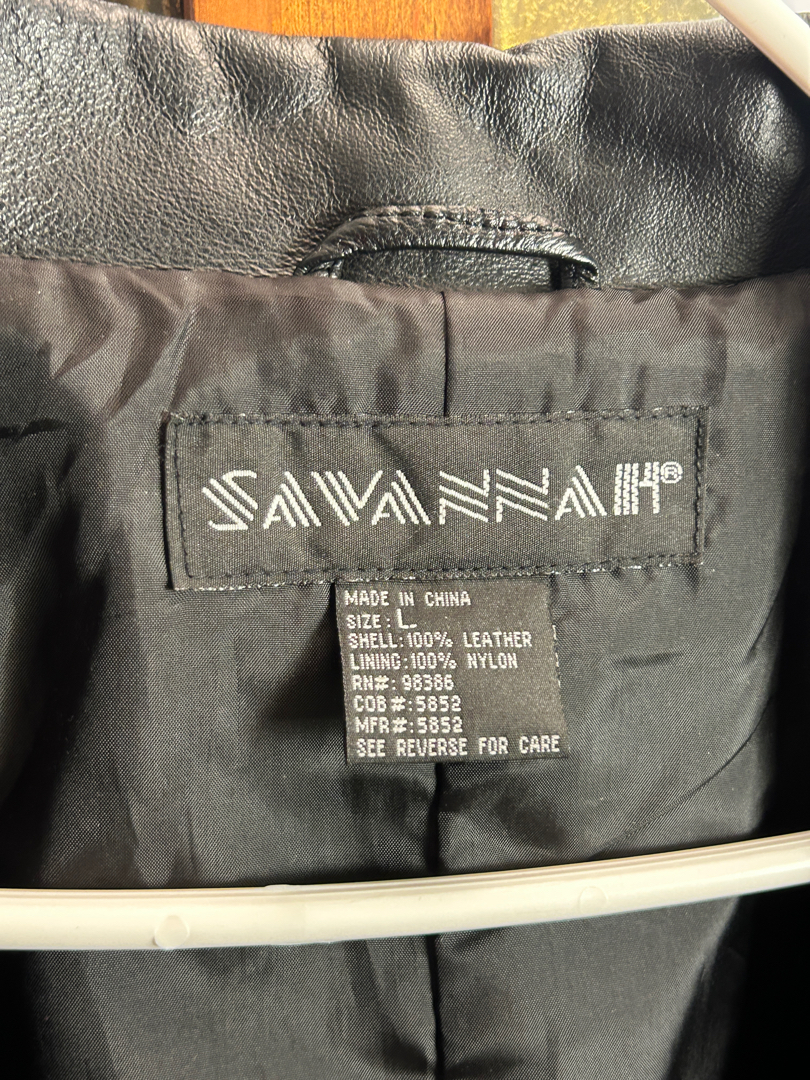 SAVANNAH®
MADE IN CHINA
SIZE: L
SHELL:100% LEATHER
LINING:100% NYLON
RN#:98386
COB#:5852
MFR#:5852
SEE REVERSE FOR CARE